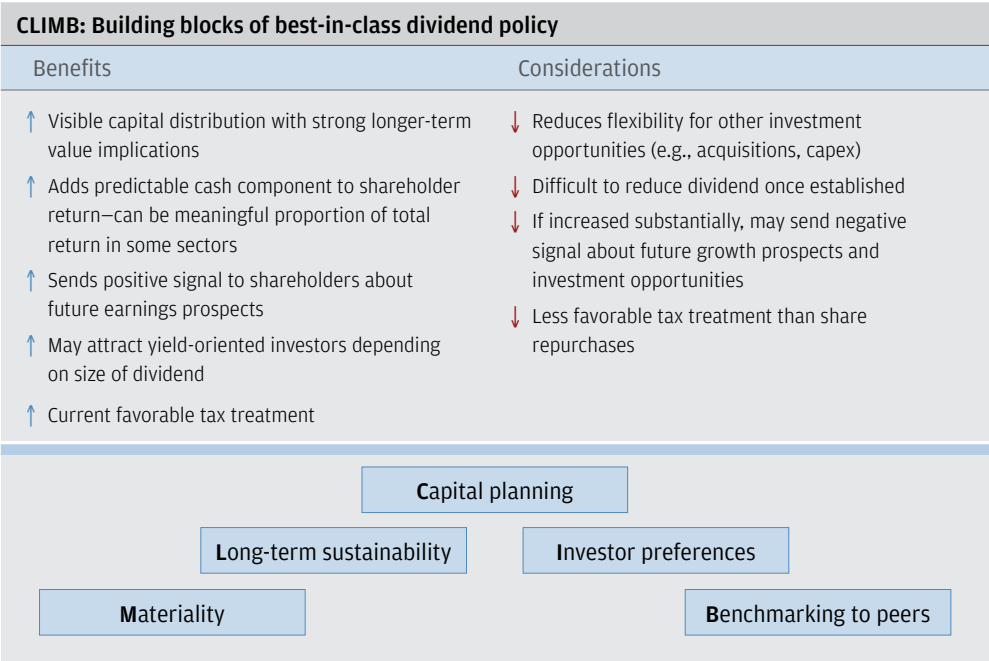 CLIMB: Building blocks of best-in-class dividend policy
Benefits
↑ Visible capital distribution with strong longer-term
value implications
↑ Adds predictable cash component to shareholder
return—can be meaningful proportion of total
return in some sectors
↑ Sends positive signal to shareholders about
future earnings prospects
↑ May attract yield-oriented investors depending
on size of dividend
↑ Current favorable tax treatment
Considerations
↓ Reduces flexibility for other investment
opportunities (e.g., acquisitions, capex)
↓ Difficult to reduce dividend once established
↓ If increased substantially, may send negative
signal about future growth prospects and
investment opportunities
↓ Less favorable tax treatment than share
repurchases
Capital planning
Long-term sustainability
Investor preferences
Materiality
Benchmarking to peers